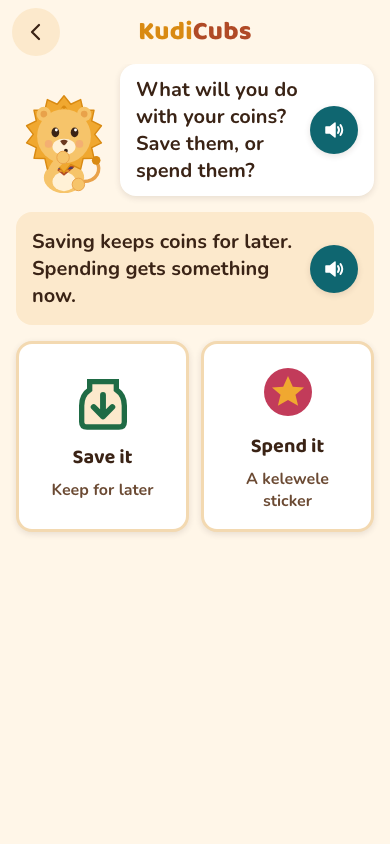 KudiCubs
What will you do
with your coins?
Save them, or
spend them?
Saving keeps coins for later.
Spending gets something
now.
Save it
Keep for later
Spend it
A kelewele
sticker